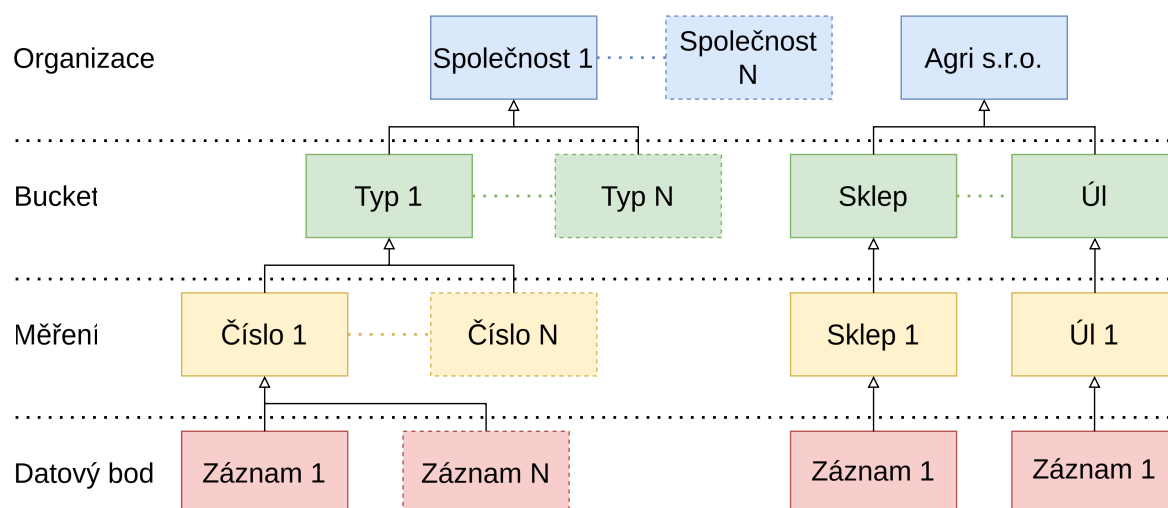 Organizace
Společnost 1
Společnost
N
Agri s.r.o.
Bucket
Typ 1
Typ N
Sklep
Úl
Měření
Číslo 1
Číslo N
Sklep 1
Úl 1
Datový bod
Záznam 1
Záznam N
Záznam 1
Záznam 1